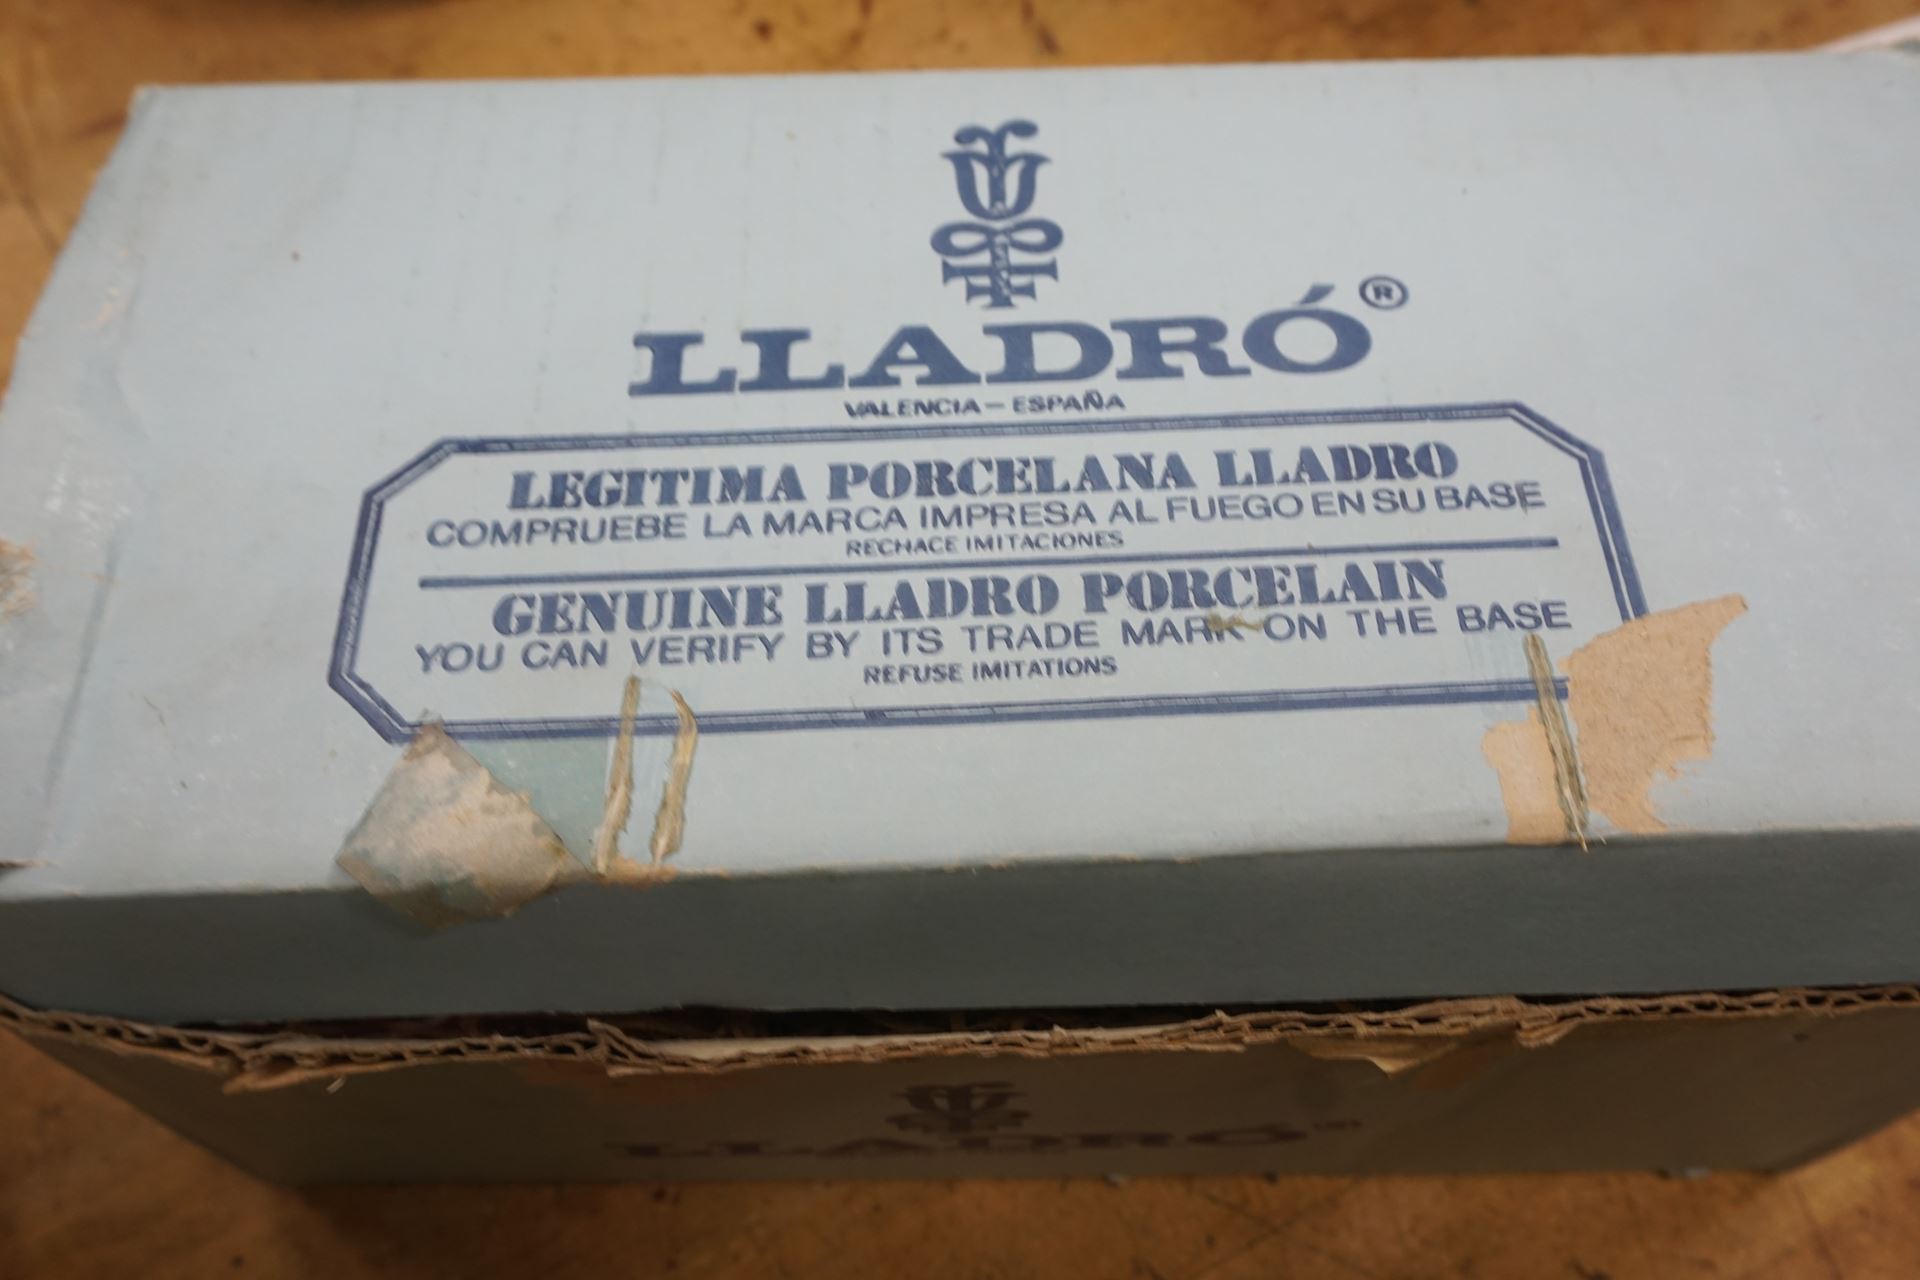 LLADRÓ®
VALENCIA – ESPAÑA
LEGITIMA PORCELANA LLADRO
COMPRUEBE LA MARCA IMPRESA AL FUEGO EN SU BASE
RECHACE IMITACIONES
GENUINE LLADRO PORCELAIN
YOU CAN VERIFY BY ITS TRADE MARK ON THE BASE
REFUSE IMITATIONS
LLADRÓ